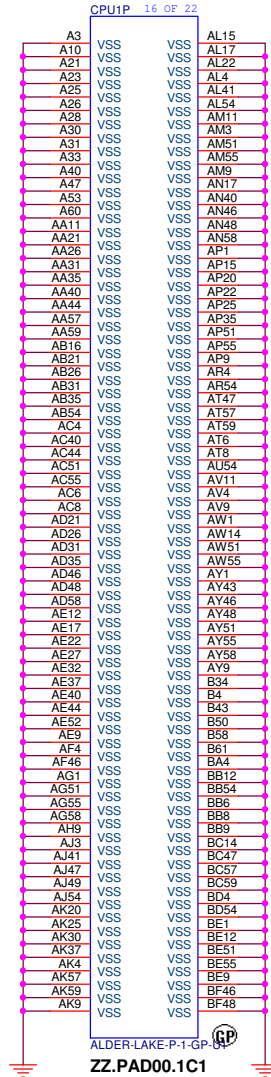 CPU1P 16 OF 22
A3 VSS VSS AL15
A10 VSS VSS AL17
A21 VSS VSS AL22
A23 VSS VSS AL4
A25 VSS VSS AL41
A26 VSS VSS AL54
A28 VSS VSS AM11
A30 VSS VSS AM3
A31 VSS VSS AM51
A33 VSS VSS AM55
A40 VSS VSS AM9
A47 VSS VSS AN17
A53 VSS VSS AN40
A60 VSS VSS AN46
AA11 VSS VSS AN48
AA21 VSS VSS AN58
AA26 VSS VSS AP1
AA31 VSS VSS AP15
AA35 VSS VSS AP20
AA40 VSS VSS AP22
AA44 VSS VSS AP25
AA57 VSS VSS AP35
AA59 VSS VSS AP51
AB16 VSS VSS AP55
AB21 VSS VSS AP9
AB26 VSS VSS AR4
AB31 VSS VSS AR54
AB35 VSS VSS AT47
AB54 VSS VSS AT57
AC4 VSS VSS AT59
AC40 VSS VSS AT6
AC44 VSS VSS AT8
AC51 VSS VSS AU54
AC55 VSS VSS AV11
AC6 VSS VSS AV4
AC8 VSS VSS AV9
AD21 VSS VSS AW1
AD26 VSS VSS AW14
AD31 VSS VSS AW51
AD35 VSS VSS AW55
AD46 VSS VSS AY1
AD48 VSS VSS AY43
AD58 VSS VSS AY46
AE12 VSS VSS AY48
AE17 VSS VSS AY51
AE22 VSS VSS AY55
AE27 VSS VSS AY58
AE32 VSS VSS AY9
AE37 VSS VSS B34
AE40 VSS VSS B4
AE44 VSS VSS B43
AE52 VSS VSS B50
AE9 VSS VSS B58
AF4 VSS VSS B61
AF46 VSS VSS BA4
AG1 VSS VSS BB12
AG51 VSS VSS BB54
AG55 VSS VSS BB6
AG58 VSS VSS BB8
AH9 VSS VSS BB9
AJ3 VSS VSS BC14
AJ41 VSS VSS BC47
AJ47 VSS VSS BC57
AJ49 VSS VSS BC59
AJ54 VSS VSS BD4
AK20 VSS VSS BD54
AK25 VSS VSS BE1
AK30 VSS VSS BE12
AK37 VSS VSS BE51
AK4 VSS VSS BE55
AK57 VSS VSS BE9
AK59 VSS VSS BF46
AK9 VSS VSS BF48
GP
ALDER-LAKE-P-1-GP-U1
ZZ.PAD00.1C1